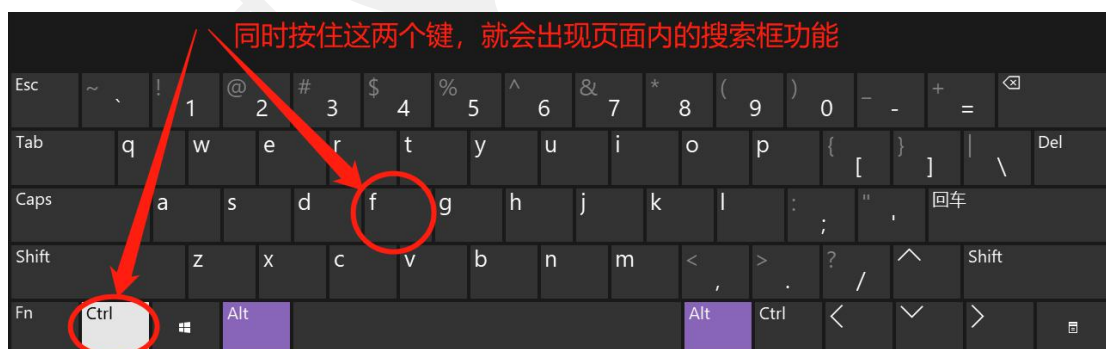 同时按住这两个键，就会出现页面内的搜索框功能
Esc ~ ` ! 1 @ 2 # 3 $ 4 % 5 ^ 6 & 7 * 8 ( 9 ) 0 _ - + =
Tab q w e r t y u i o p { [ } ] | \ Del
Caps a s d f g h j k l : ; " ' 回车
Shift z x c v b n m < , > . ? / Shift
Fn Ctrl Alt Alt Ctrl